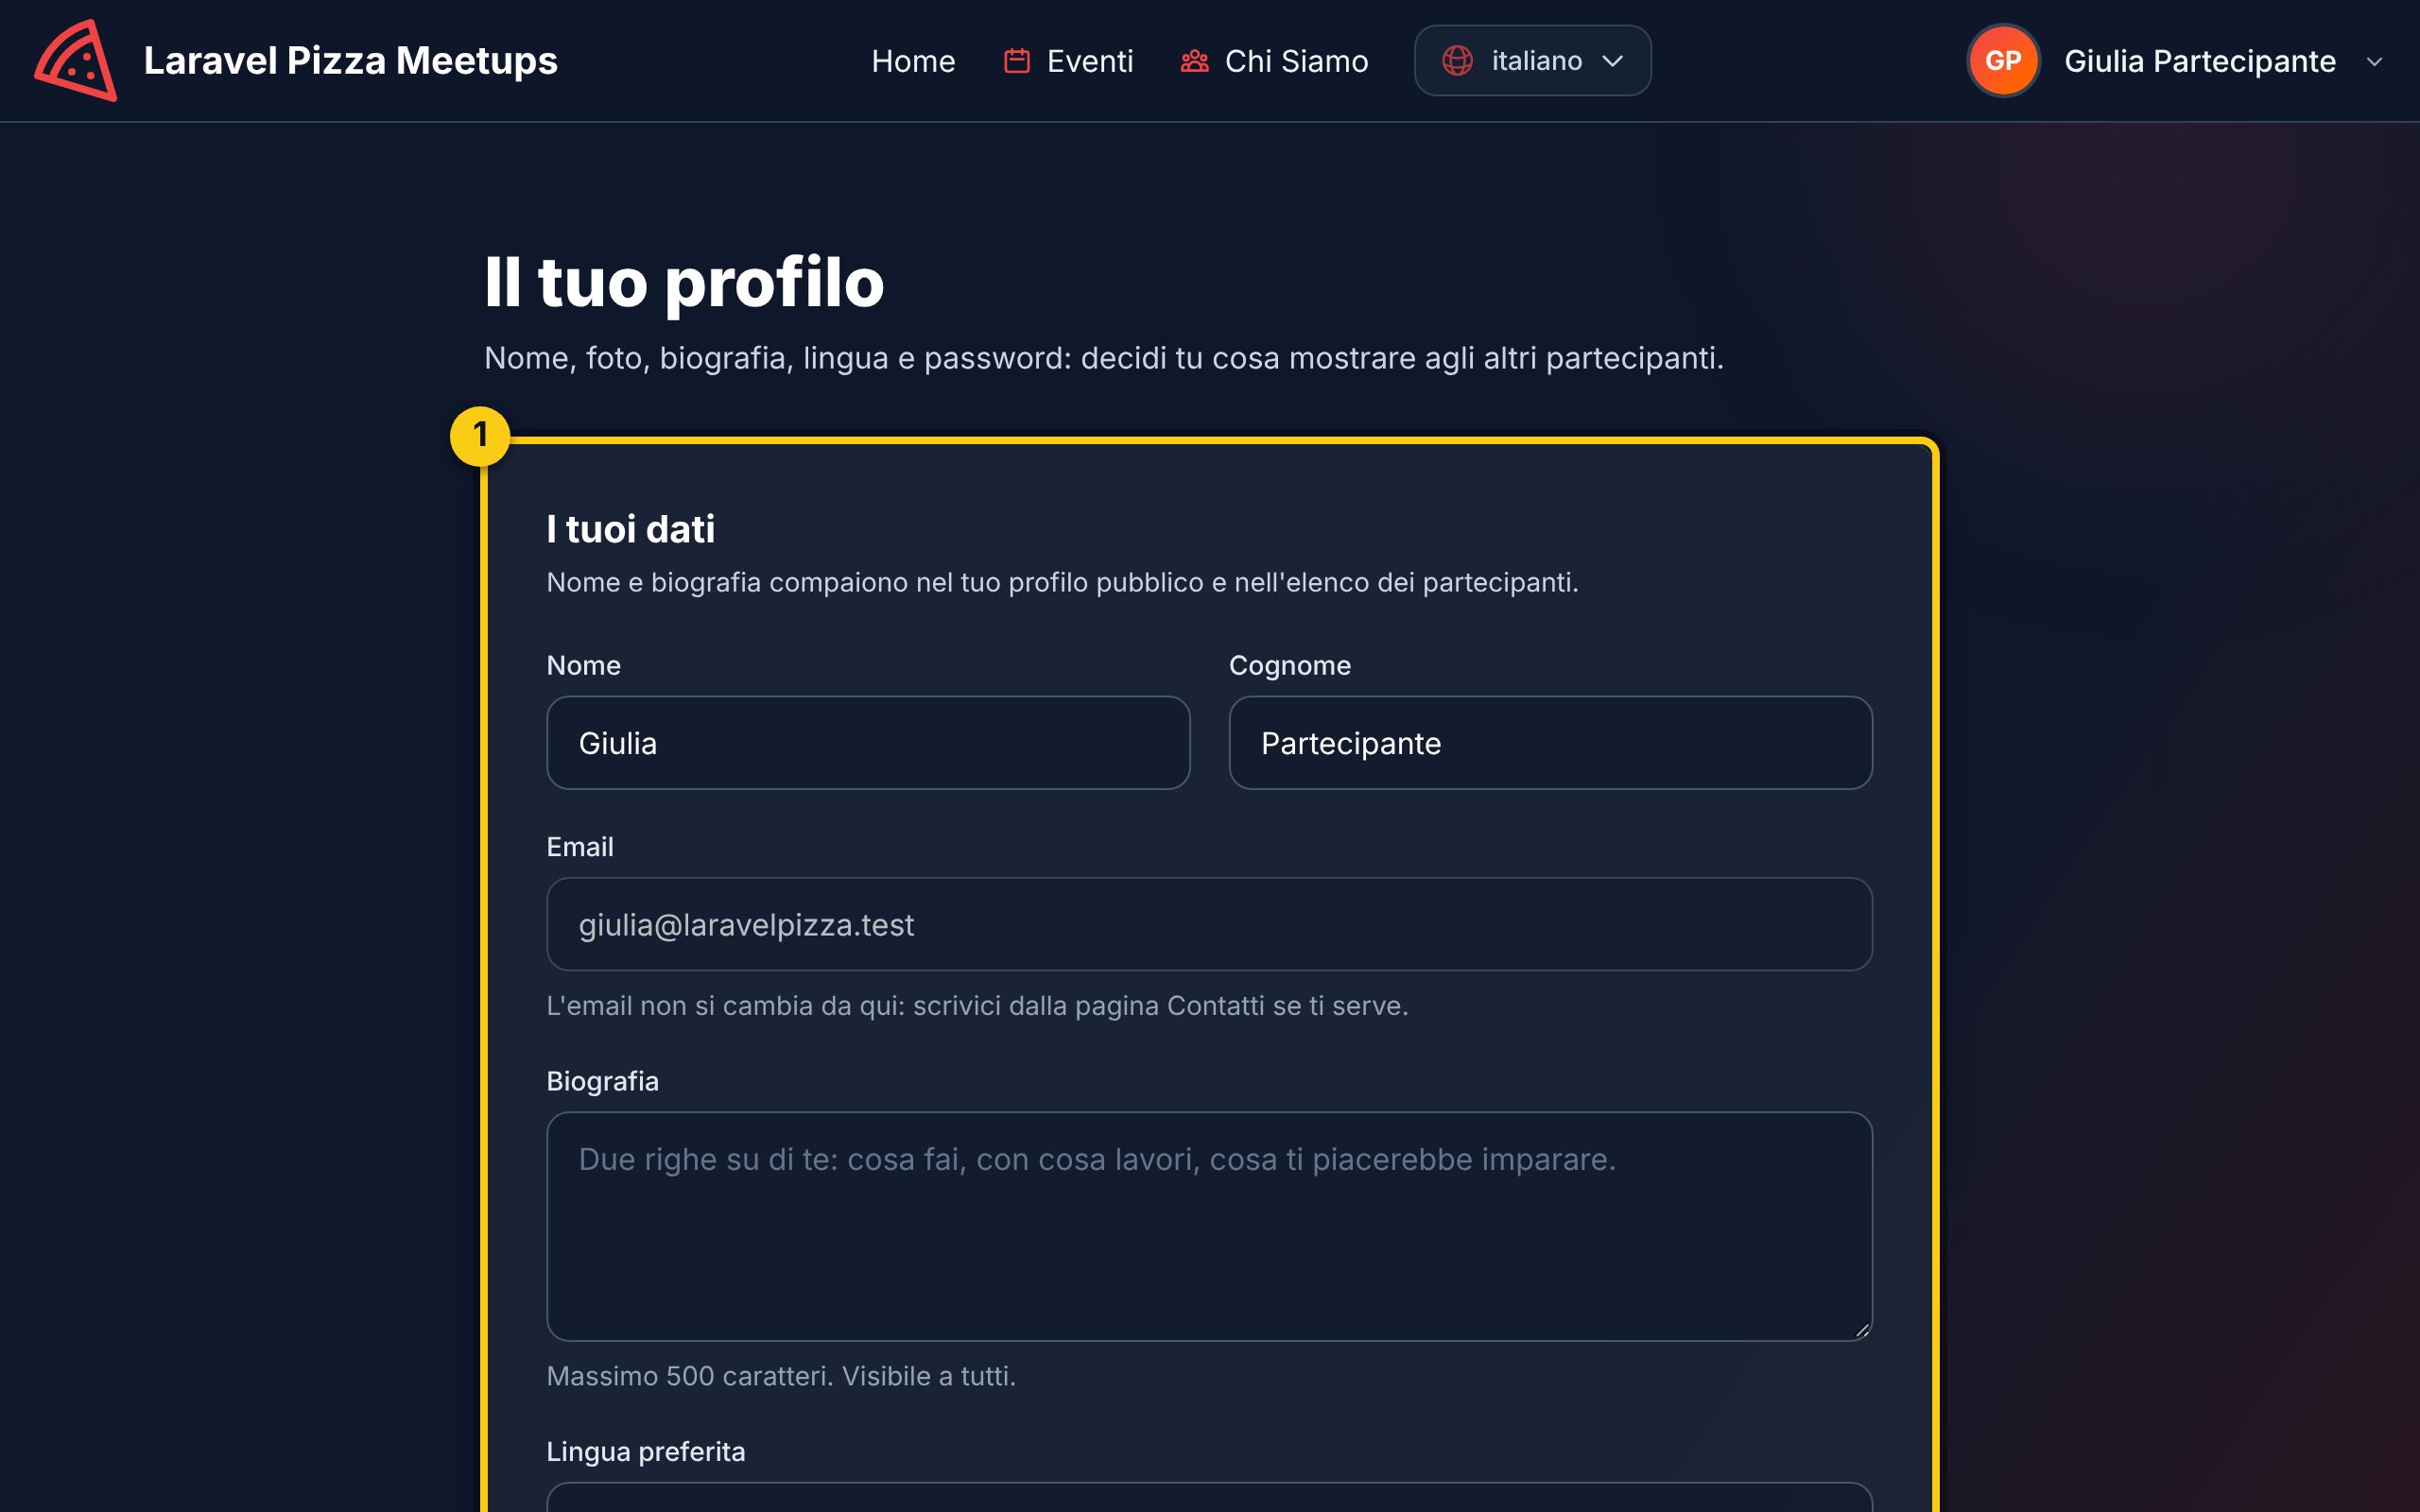 Laravel Pizza Meetups
Home
Eventi
Chi Siamo
italiano
GP
Giulia Partecipante
Il tuo profilo
Nome, foto, biografia, lingua e password: decidi tu cosa mostrare agli altri partecipanti.
1
I tuoi dati
Nome e biografia compaiono nel tuo profilo pubblico e nell'elenco dei partecipanti.
Nome
Cognome
Giulia
Partecipante
Email
giulia@laravelpizza.test
L'email non si cambia da qui: scrivici dalla pagina Contatti se ti serve.
Biografia
Due righe su di te: cosa fai, con cosa lavori, cosa ti piacerebbe imparare.
Massimo 500 caratteri. Visibile a tutti.
Lingua preferita